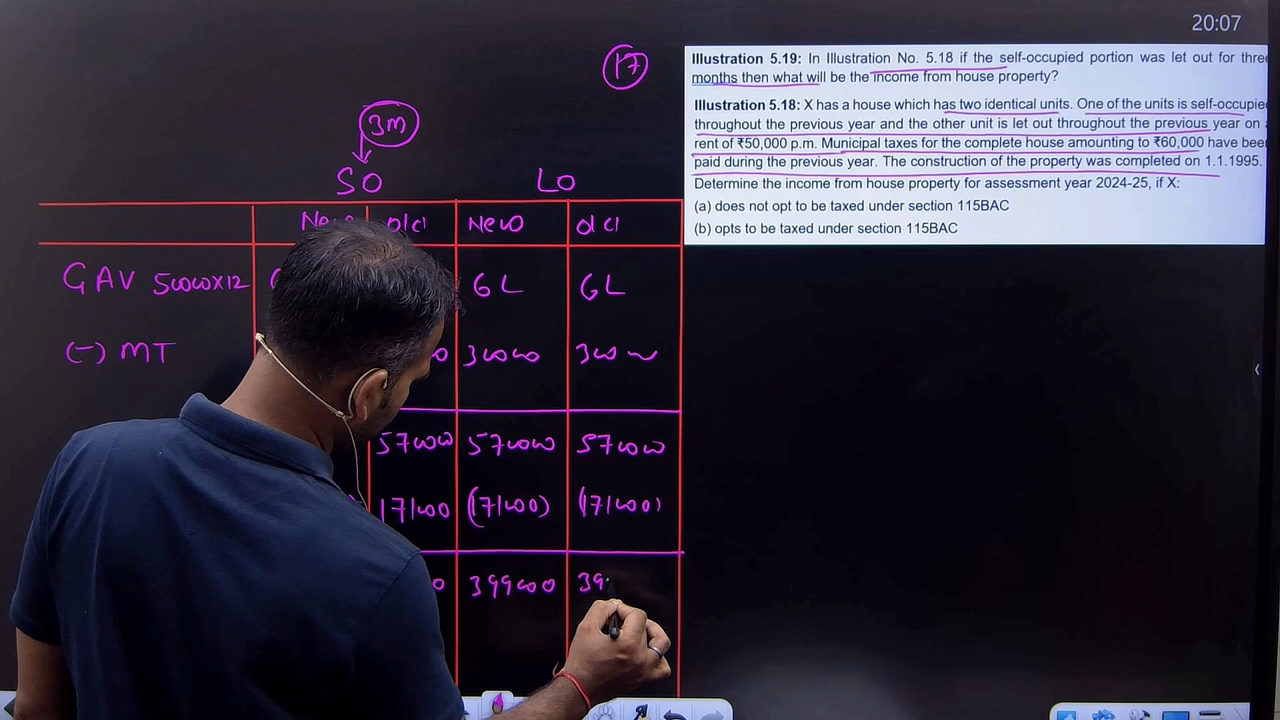 20:07
17
Illustration 5.19: In Illustration No. 5.18 if the self-occupied portion was let out for three
months then what will be the income from house property?
Illustration 5.18: X has a house which has two identical units. One of the units is self-occupied
throughout the previous year and the other unit is let out throughout the previous year on a
rent of ₹50,000 p.m. Municipal taxes for the complete house amounting to ₹60,000 have been
paid during the previous year. The construction of the property was completed on 1.1.1995.
Determine the income from house property for assessment year 2024-25, if X:
(a) does not opt to be taxed under section 115BAC
(b) opts to be taxed under section 115BAC
3m
SO LO
old New old
GAV 50000x12 6L 6L
(-) MT 30000 30000
570000 570000 570000
171000 (171000) (171000)
399000 39